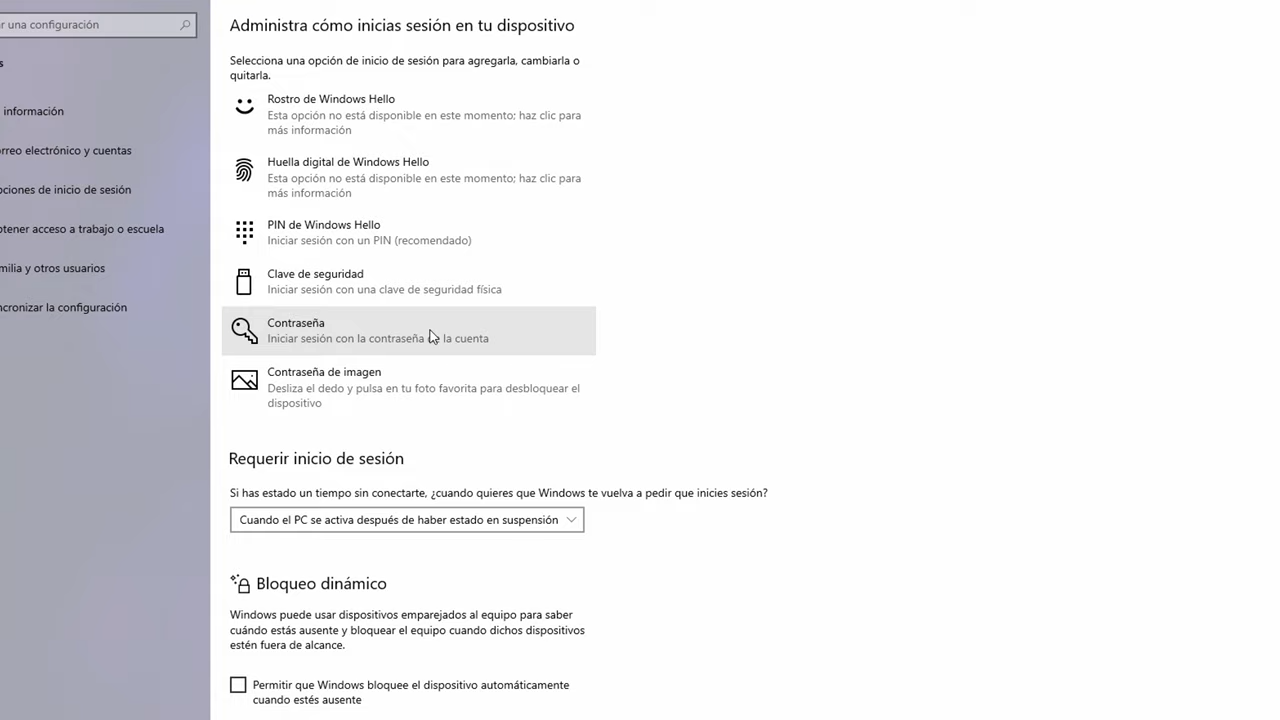 ar una configuración
s
información
rreo electrónico y cuentas
pciones de inicio de sesión
btener acceso a trabajo o escuela
milia y otros usuarios
ncronizar la configuración
Administra cómo inicias sesión en tu dispositivo
Selecciona una opción de inicio de sesión para agregarla, cambiarla o
quitarla.
Rostro de Windows Hello
Esta opción no está disponible en este momento; haz clic para
más información
Huella digital de Windows Hello
Esta opción no está disponible en este momento; haz clic para
más información
PIN de Windows Hello
Iniciar sesión con un PIN (recomendado)
Clave de seguridad
Iniciar sesión con una clave de seguridad física
Contraseña
Iniciar sesión con la contraseña de la cuenta
Contraseña de imagen
Desliza el dedo y pulsa en tu foto favorita para desbloquear el
dispositivo
Requerir inicio de sesión
Si has estado un tiempo sin conectarte, ¿cuando quieres que Windows te vuelva a pedir que inicies sesión?
Cuando el PC se activa después de haber estado en suspensión
Bloqueo dinámico
Windows puede usar dispositivos emparejados al equipo para saber
cuándo estás ausente y bloquear el equipo cuando dichos dispositivos
estén fuera de alcance.
Permitir que Windows bloquee el dispositivo automáticamente
cuando estés ausente